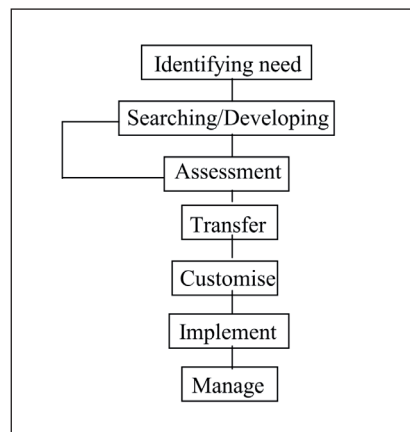 Identifying need
Searching/Developing
Assessment
Transfer
Customise
Implement
Manage